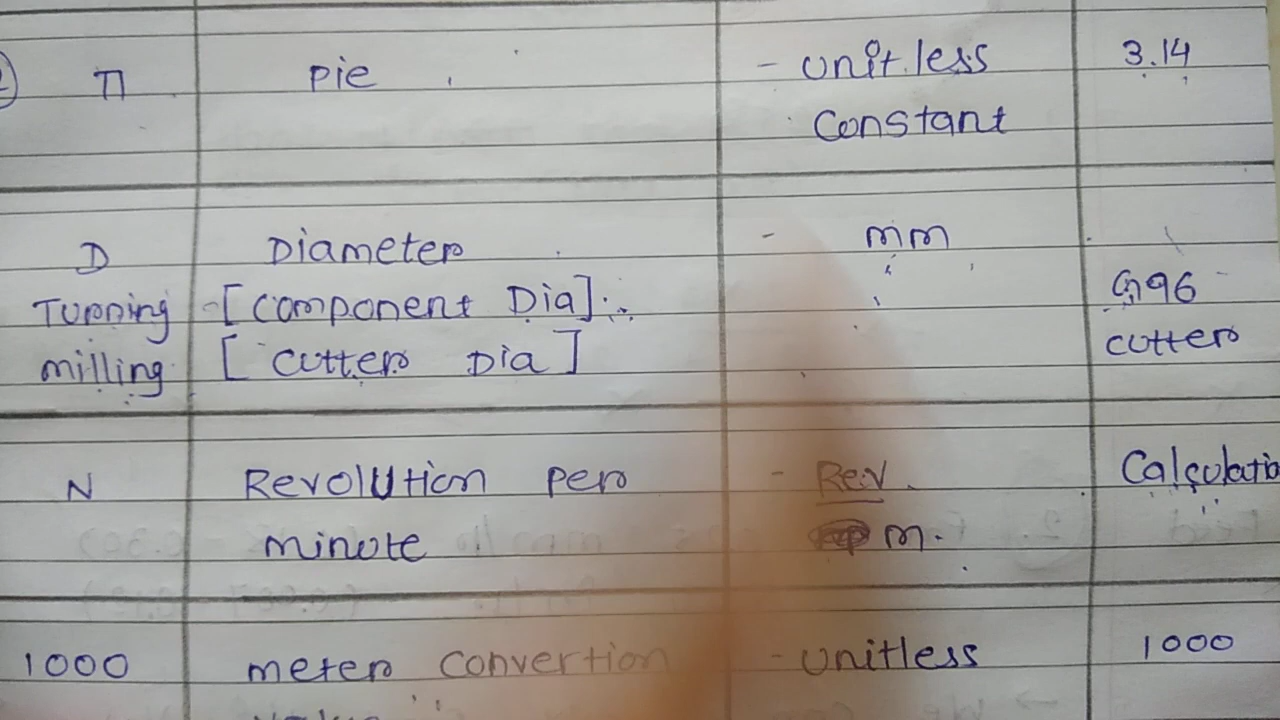 π pie - unitless 3.14
constant
D Diameter - mm
Turning [component Dia] 
milling [cutter Dia] cutter
N Revolution per - Rev. Calculatio
minute m.
1000 meter convertion - unitless 1000